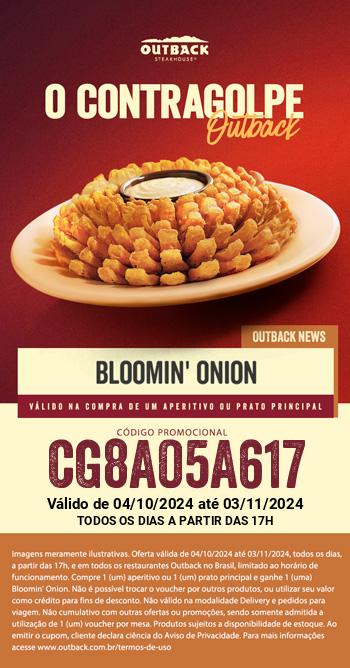 OUTBACK
STEAKHOUSE®
O CONTRAGOLPE
Outback
OUTBACK NEWS
BLOOMIN' ONION
VÁLIDO NA COMPRA DE UM APERITIVO OU PRATO PRINCIPAL
CÓDIGO PROMOCIONAL
CG8A05A617
Válido de 04/10/2024 até 03/11/2024
TODOS OS DIAS A PARTIR DAS 17H
Imagens meramente ilustrativas. Oferta válida de 04/10/2024 até 03/11/2024, todos os dias,
a partir das 17h, e em todos os restaurantes Outback no Brasil, limitado ao horário de
funcionamento. Compre 1 (um) aperitivo ou 1 (um) prato principal e ganhe 1 (uma)
Bloomin' Onion. Não é possível trocar o voucher por outros produtos, ou utilizar seu valor
como crédito para fins de desconto. Não válido na modalidade Delivery e pedidos para
viagem. Não cumulativo com outras ofertas ou promoções, sendo somente admitida a
utilização de 1 (um) voucher por mesa. Produtos sujeitos a disponibilidade de estoque. Ao
emitir o cupom, cliente declara ciência do Aviso de Privacidade. Para mais informações
acesse www.outback.com.br/termos-de-uso